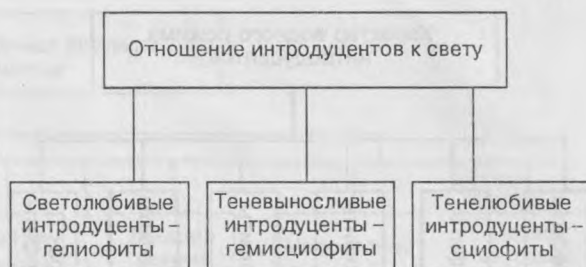 Отношение интродуцентов к свету
Светолюбивые
интродуценты –
гелиофиты
Теневыносливые
интродуценты –
гемисциофиты
Тенелюбивые
интродуценты –
сциофиты